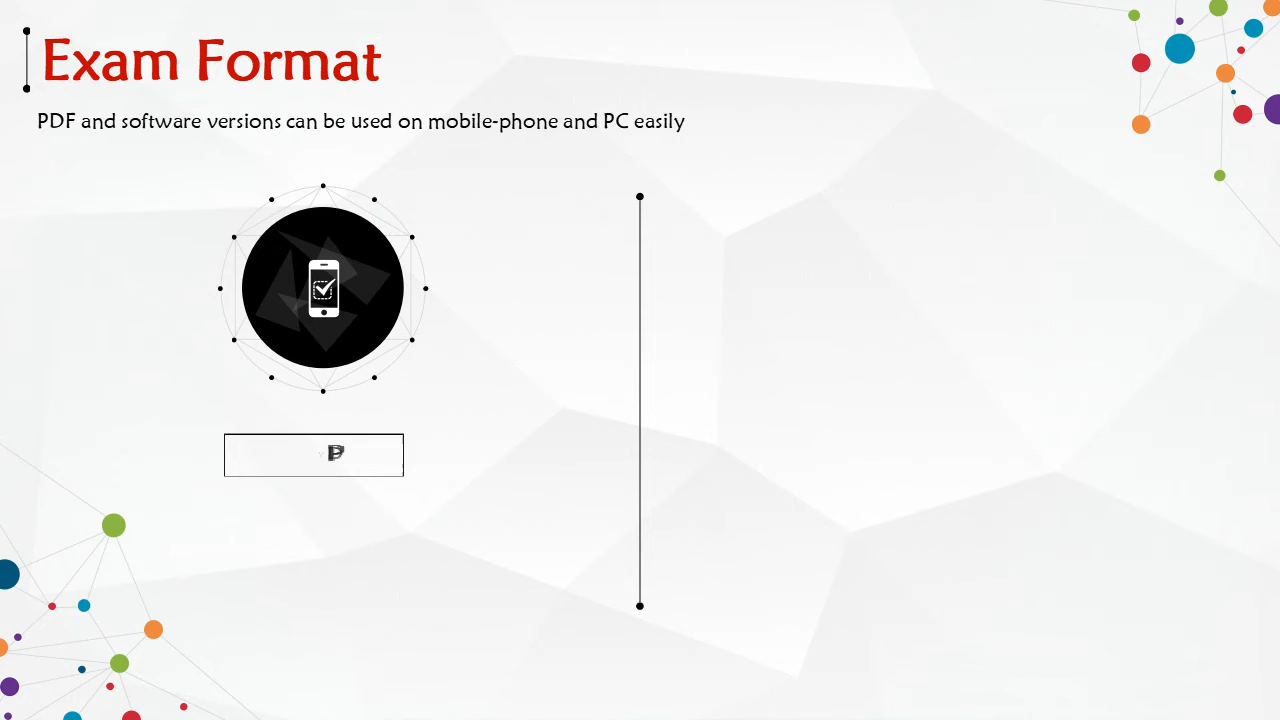 Exam Format
PDF and software versions can be used on mobile-phone and PC easily